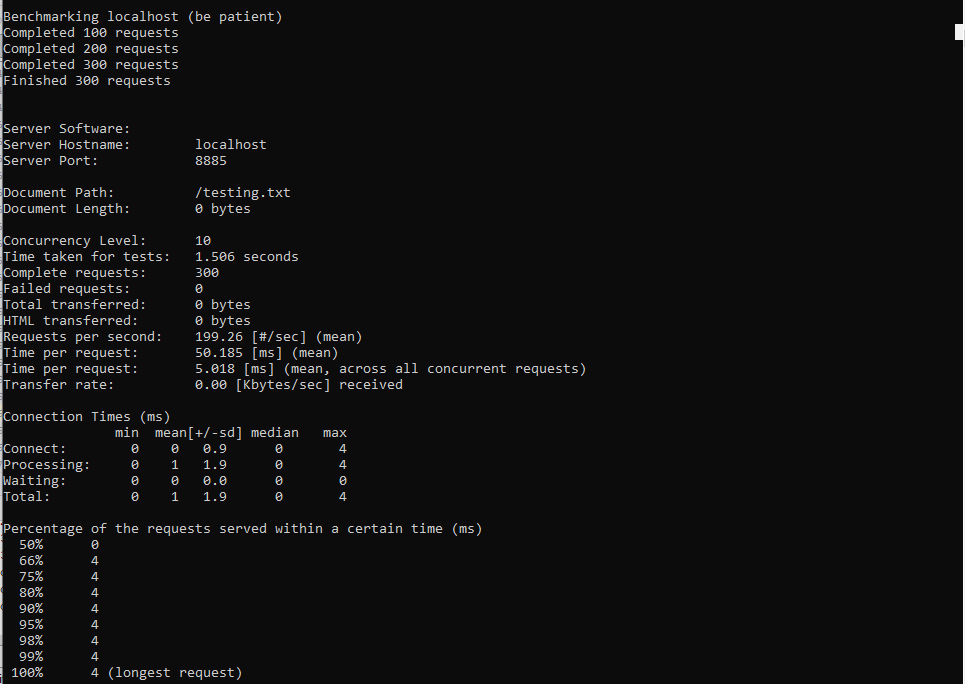 Benchmarking localhost (be patient)
Completed 100 requests
Completed 200 requests
Completed 300 requests
Finished 300 requests
Server Software:
Server Hostname:        localhost
Server Port:            8885
Document Path:          /testing.txt
Document Length:        0 bytes
Concurrency Level:      10
Time taken for tests:   1.506 seconds
Complete requests:      300
Failed requests:        0
Total transferred:      0 bytes
HTML transferred:       0 bytes
Requests per second:    199.26 [#/sec] (mean)
Time per request:       50.185 [ms] (mean)
Time per request:       5.018 [ms] (mean, across all concurrent requests)
Transfer rate:          0.00 [Kbytes/sec] received
Connection Times (ms)
              min  mean[+/-sd] median   max
Connect:        0    0   0.9      0       4
Processing:     0    1   1.9      0       4
Waiting:        0    0   0.0      0       0
Total:          0    1   1.9      0       4
Percentage of the requests served within a certain time (ms)
  50%      0
  66%      4
  75%      4
  80%      4
  90%      4
  95%      4
  98%      4
  99%      4
 100%      4 (longest request)